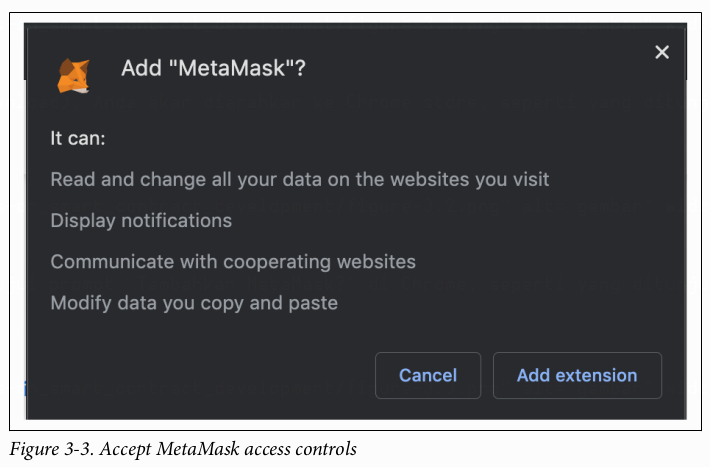 Add "MetaMask"?
It can:
Read and change all your data on the websites you visit
Display notifications
Communicate with cooperating websites
Modify data you copy and paste
Cancel
Add extension
Figure 3-3. Accept MetaMask access controls